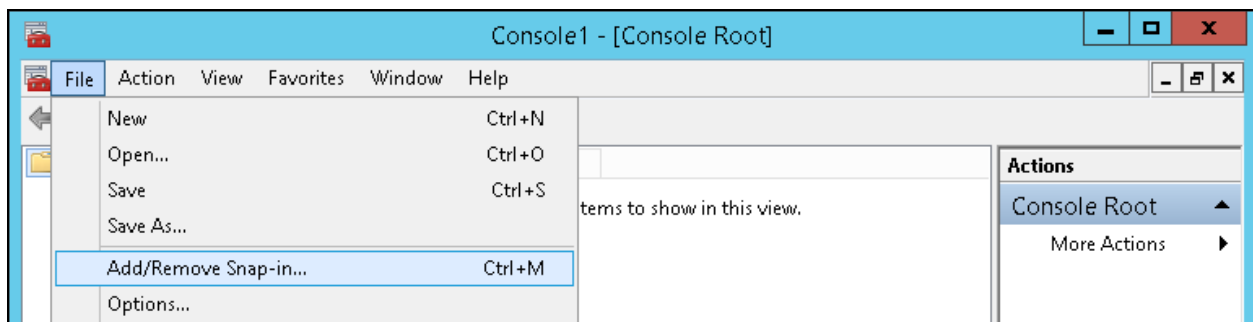 Console1 - [Console Root]
File Action View Favorites Window Help
New Ctrl+N
Open... Ctrl+O
Save Ctrl+S
Save As...
Add/Remove Snap-in... Ctrl+M
Options...
tems to show in this view.
Actions
Console Root
More Actions